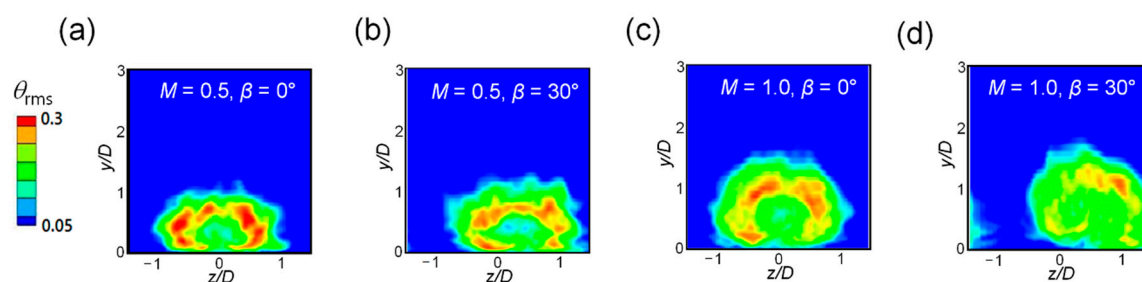 (a) (b) (c) (d)
θrms
0.3
0.05
M = 0.5, β = 0°
y/D
3
2
1
0
−1 0 1
z/D
M = 0.5, β = 30°
y/D
3
2
1
0
−1 0 1
z/D
M = 1.0, β = 0°
y/D
3
2
1
0
−1 0 1
z/D
M = 1.0, β = 30°
y/D
3
2
1
0
−1 0 1
z/D